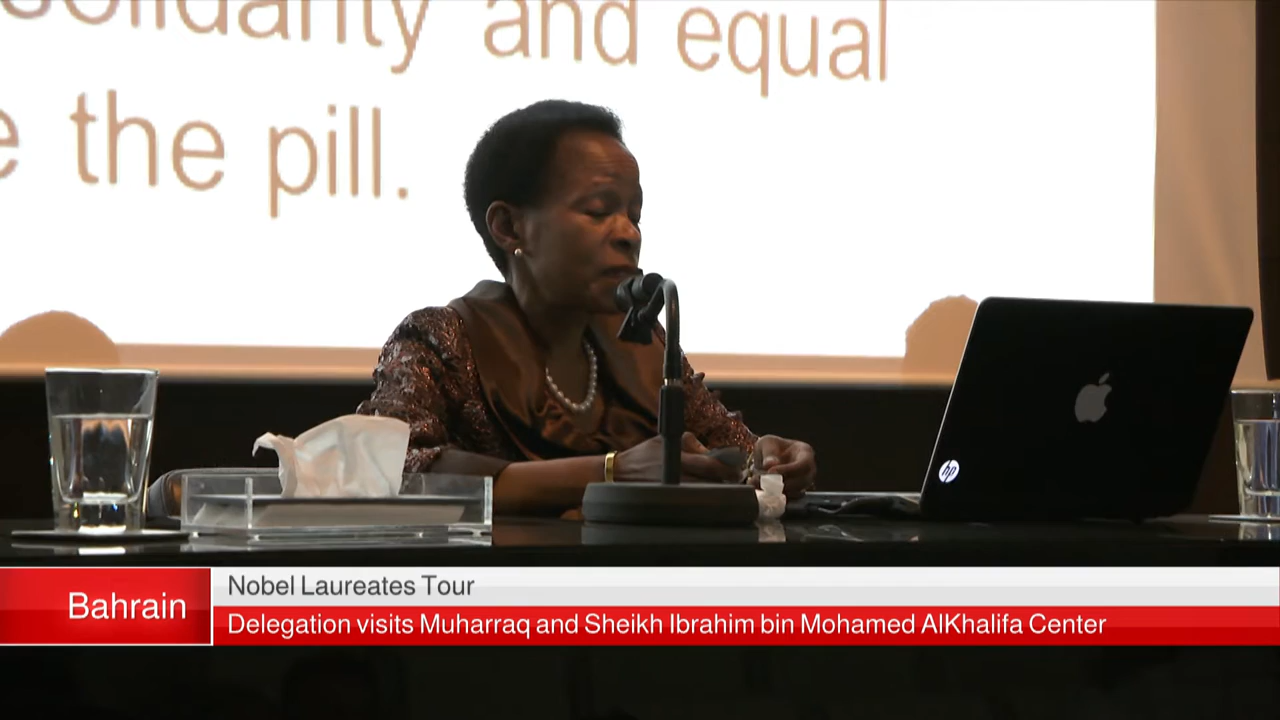 solidarity and equal
the pill.
hp
Bahrain
Nobel Laureates Tour
Delegation visits Muharraq and Sheikh Ibrahim bin Mohamed AlKhalifa Center